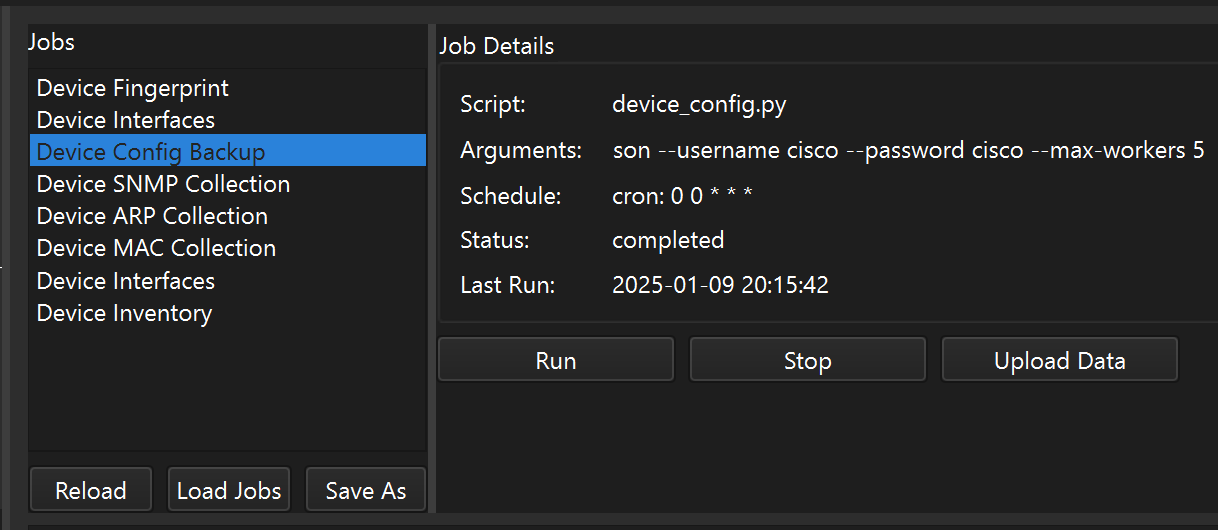 Jobs
Device Fingerprint
Device Interfaces
Device Config Backup
Device SNMP Collection
Device ARP Collection
Device MAC Collection
Device Interfaces
Device Inventory
Reload
Load Jobs
Save As
Job Details
Script: device_config.py
Arguments: son --username cisco --password cisco --max-workers 5
Schedule: cron: 0 0 * * *
Status: completed
Last Run: 2025-01-09 20:15:42
Run
Stop
Upload Data